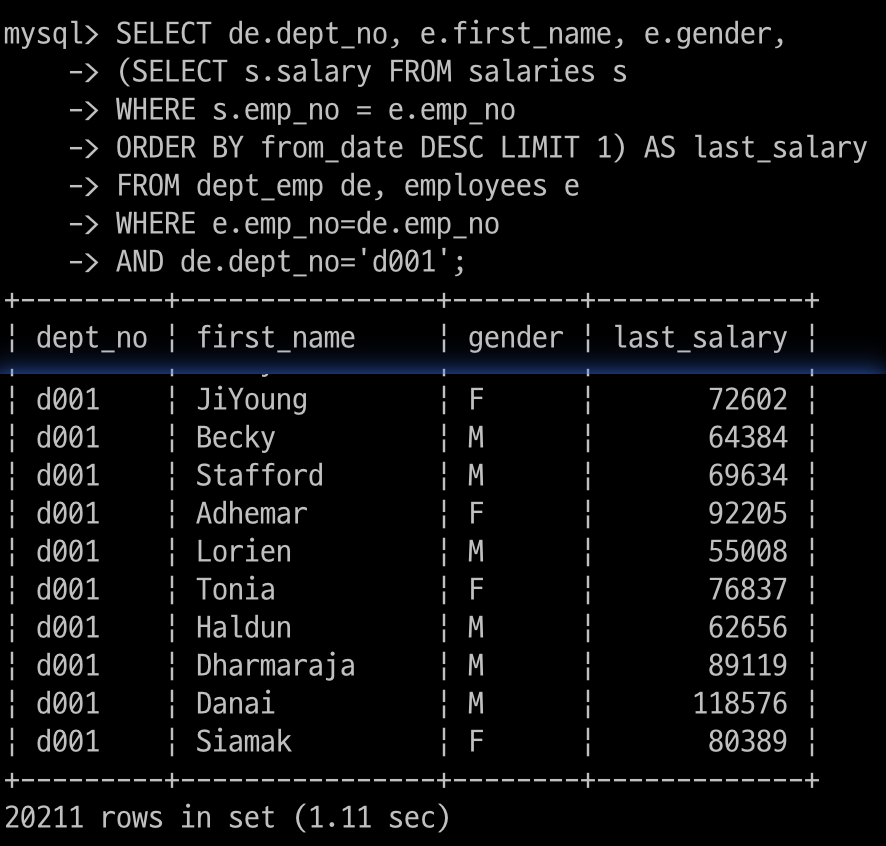 mysql> SELECT de.dept_no, e.first_name, e.gender,
    -> (SELECT s.salary FROM salaries s
    -> WHERE s.emp_no = e.emp_no
    -> ORDER BY from_date DESC LIMIT 1) AS last_salary
    -> FROM dept_emp de, employees e
    -> WHERE e.emp_no=de.emp_no
    -> AND de.dept_no='d001';
+---------+----------------+--------+-------------+
¦ dept_no ¦ first_name     ¦ gender ¦ last_salary ¦
¦ d001    ¦ JiYoung        ¦ F      ¦       72602 ¦
¦ d001    ¦ Becky          ¦ M      ¦       64384 ¦
¦ d001    ¦ Stafford       ¦ M      ¦       69634 ¦
¦ d001    ¦ Adhemar        ¦ F      ¦       92205 ¦
¦ d001    ¦ Lorien         ¦ M      ¦       55008 ¦
¦ d001    ¦ Tonia          ¦ F      ¦       76837 ¦
¦ d001    ¦ Haldun         ¦ M      ¦       62656 ¦
¦ d001    ¦ Dharmaraja     ¦ M      ¦       89119 ¦
¦ d001    ¦ Danai          ¦ M      ¦      118576 ¦
¦ d001    ¦ Siamak         ¦ F      ¦       80389 ¦
+---------+----------------+--------+-------------+
20211 rows in set (1.11 sec)